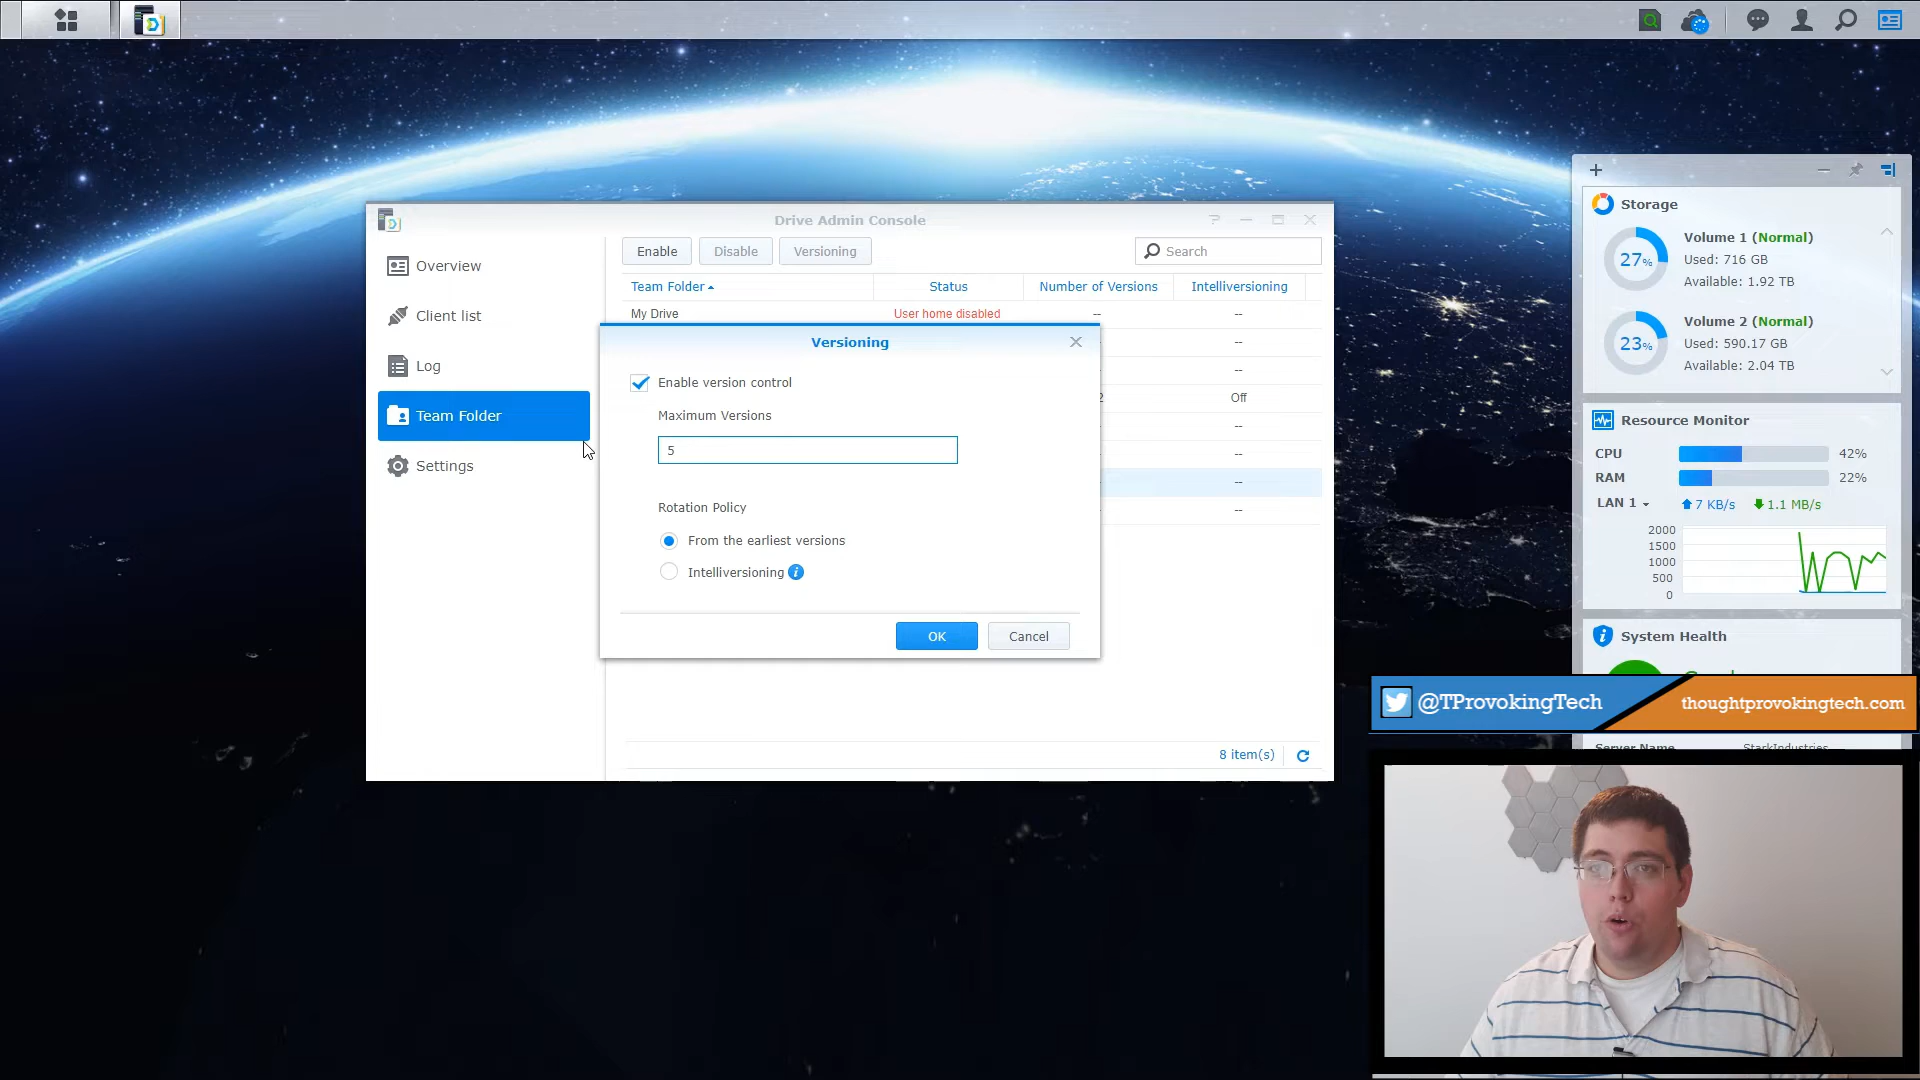 Drive Admin Console
Overview
Client list
Log
Team Folder
Settings
Enable
Disable
Versioning
Search
Team Folder
Status
Number of Versions
Intelliversioning
My Drive
User home disabled
--
--
--
--
2
Off
--
--
--
--
Versioning
Enable version control
Maximum Versions
5
Rotation Policy
From the earliest versions
Intelliversioning
OK
Cancel
8 item(s)
Storage
27%
Volume 1 (Normal)
Used: 716 GB
Available: 1.92 TB
23%
Volume 2 (Normal)
Used: 590.17 GB
Available: 2.04 TB
Resource Monitor
CPU
42%
RAM
22%
LAN 1
7 KB/s
1.1 MB/s
2000
1500
1000
500
0
System Health
@TProvokingTech
thoughtprovokingtech.com
Server Name
StarkIndustries